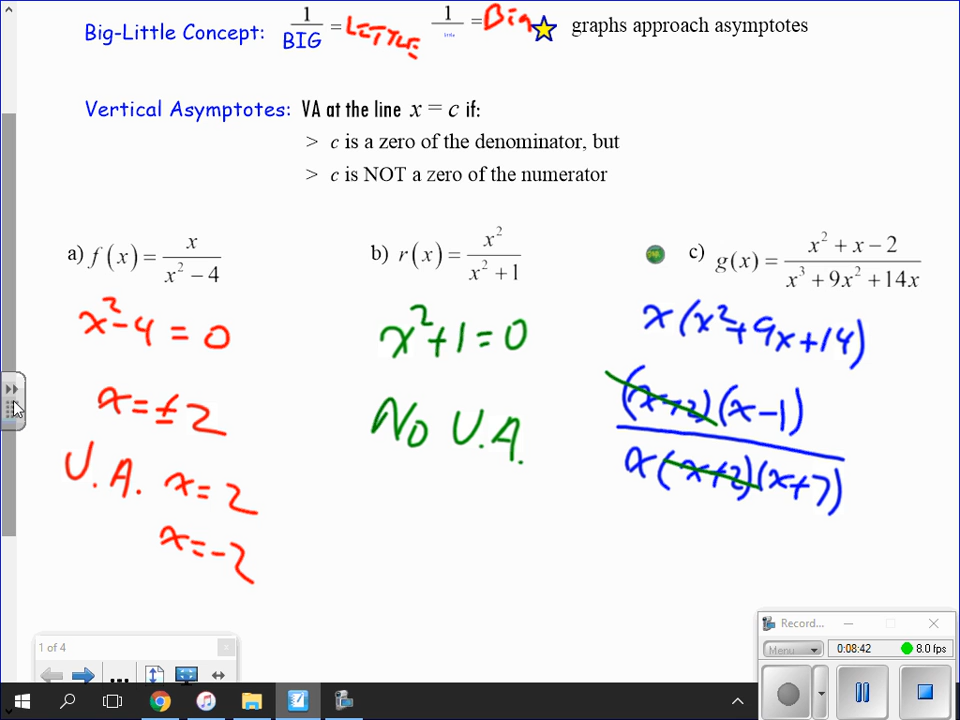 Big-Little Concept: 1/BIG = LITTLE 1/little = Big graphs approach asymptotes
Vertical Asymptotes: VA at the line x = c if:
> c is a zero of the denominator, but
> c is NOT a zero of the numerator
a) f(x) = x/(x² − 4) b) r(x) = x²/(x² + 1) c) g(x) = (x² + x − 2)/(x³ + 9x² + 14x)
x²-4 = 0 x²+1 = 0 x(x²+9x+14)
x = ±2 No V.A. (x+2)(x-1)
V.A. x = 2 x(x+2)(x+7)
x = -2
1 of 4
Record...
Menu 0:08:42 8.0 fps